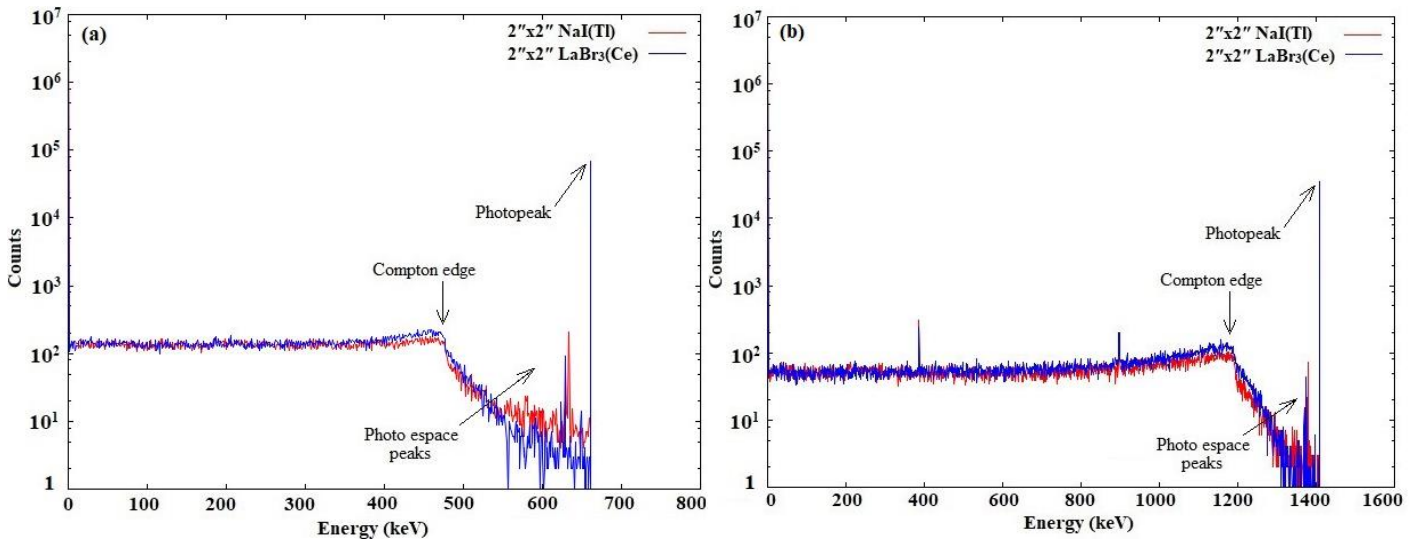 (a)
2"x2" NaI(Tl)
2"x2" LaBr₃(Ce)
10⁷
10⁶
10⁵
10⁴
10³
10²
10¹
1
Counts
Photopeak
Compton edge
Photo espace
peaks
0 100 200 300 400 500 600 700 800
Energy (keV)
(b)
2"x2" NaI(Tl)
2"x2" LaBr₃(Ce)
10⁷
10⁶
10⁵
10⁴
10³
10²
10¹
1
Counts
Photopeak
Compton edge
Photo espace
peaks
0 200 400 600 800 1000 1200 1400 1600
Energy (keV)